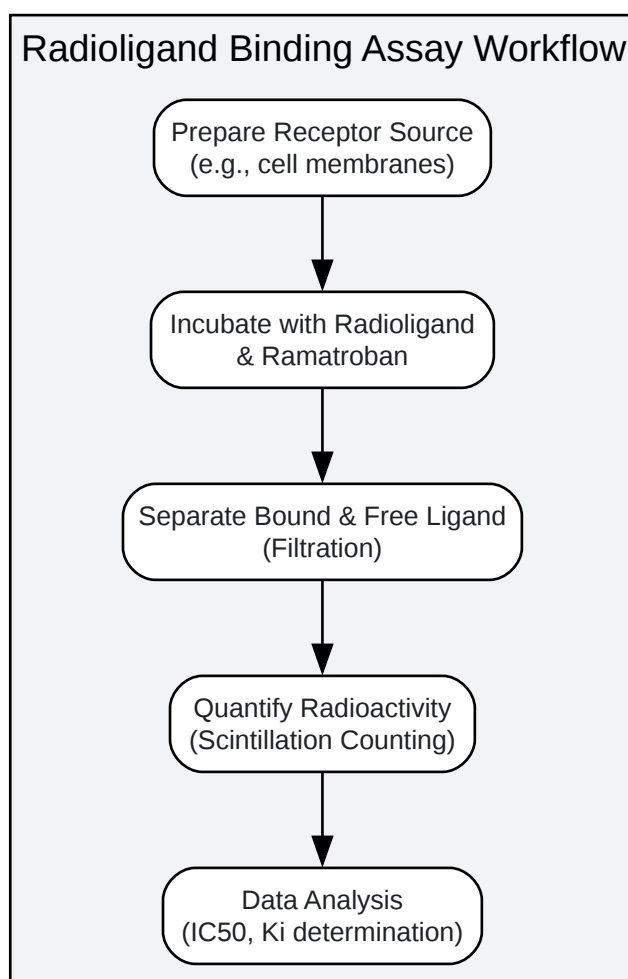 Radioligand Binding Assay Workflow
Prepare Receptor Source
(e.g., cell membranes)
Incubate with Radioligand
& Ramatroban
Separate Bound & Free Ligand
(Filtration)
Quantify Radioactivity
(Scintillation Counting)
Data Analysis
(IC50, Ki determination)